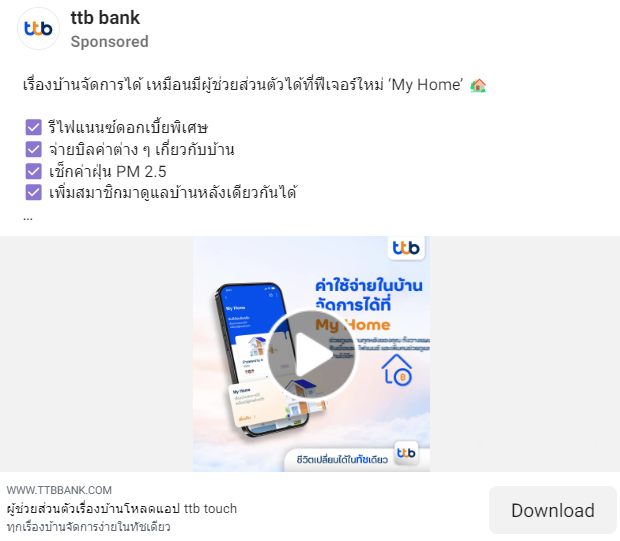 ttb bank
Sponsored
เรื่องบ้านจัดการได้ เหมือนมีผู้ช่วยส่วนตัวได้ที่ฟีเจอร์ใหม่ ‘My Home’ 🏠
☑ รีไฟแนนซ์ดอกเบี้ยพิเศษ
☑ จ่ายบิลค่าต่าง ๆ เกี่ยวกับบ้าน
☑ เช็กค่าฝุ่น PM 2.5
☑ เพิ่มสมาชิกมาดูแลบ้านหลังเดียวกันได้
...
ttb
ค่าใช้จ่ายในบ้าน
จัดการได้ที่
My Home
My Home
My Home
ชีวิตเปลี่ยนได้ในทัชเดียว
ttb
WWW.TTBBANK.COM
ผู้ช่วยส่วนตัวเรื่องบ้านโหลดแอป ttb touch
ทุกเรื่องบ้านจัดการง่ายในทัชเดียว
Download